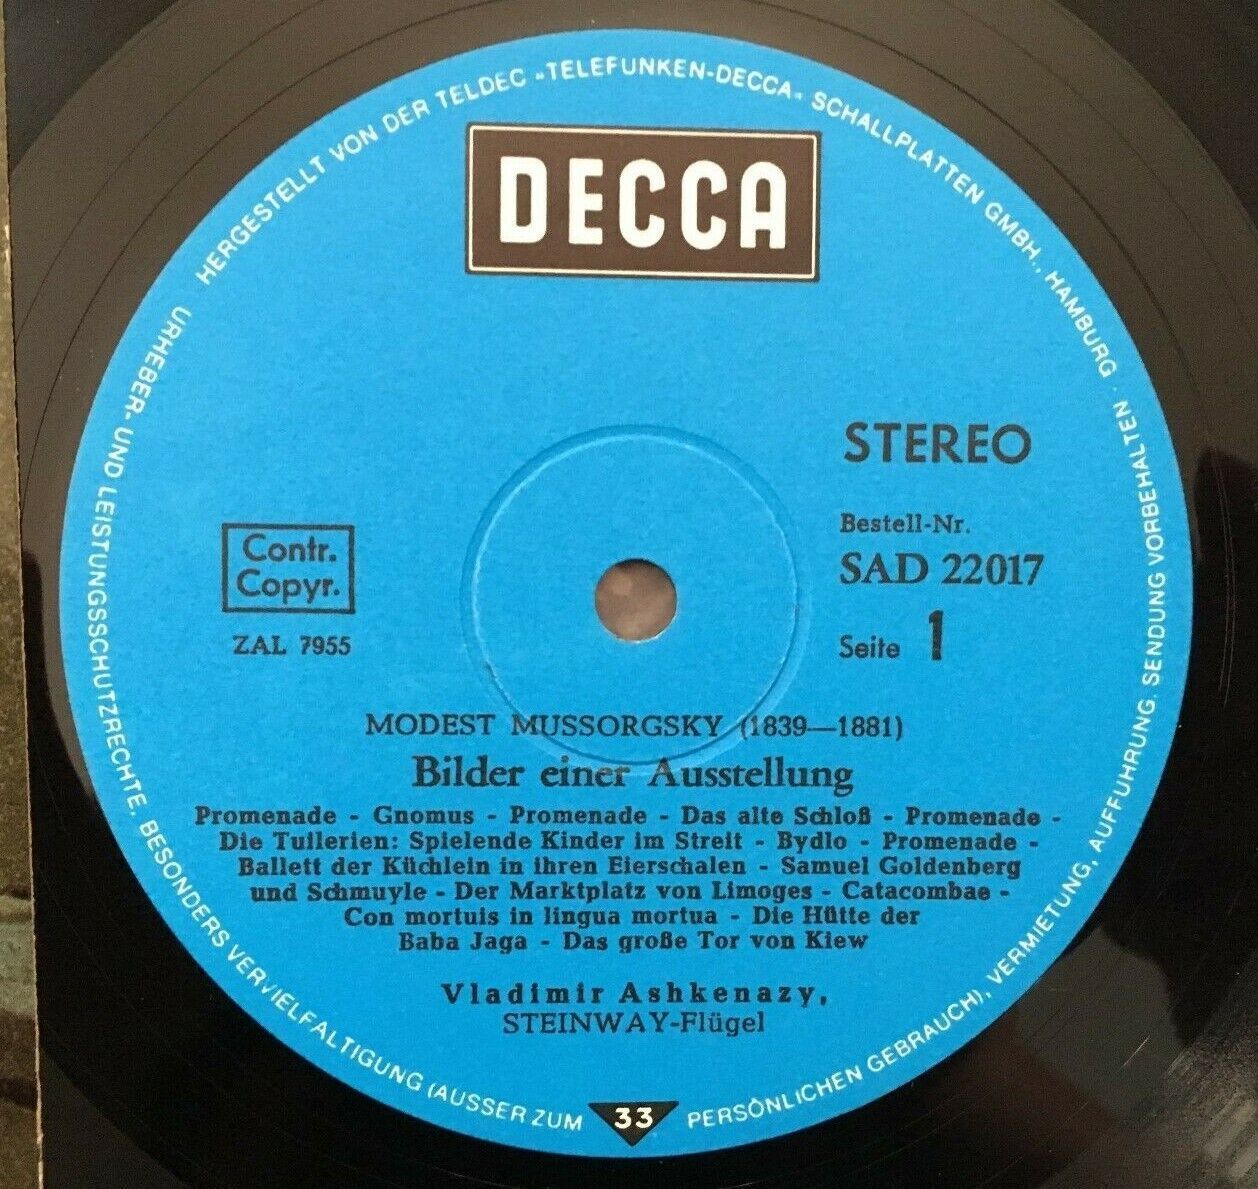 HERGESTELLT VON DER TELDEC »TELEFUNKEN-DECCA« SCHALLPLATTEN GMBH., HAMBURG ·
URHEBER- UND LEISTUNGSSCHUTZRECHTE, BESONDERS VERVIELFALTIGUNG (AUSSER ZUM PERSÖNLICHEN GEBRAUCH), VERMIETUNG, AUFFUHRUNG, SENDUNG VORBEHALTEN
DECCA
STEREO
Bestell-Nr.
SAD 22017
Seite 1
Contr.
Copyr.
ZAL 7955
MODEST MUSSORGSKY (1839—1881)
Bilder einer Ausstellung
Promenade - Gnomus - Promenade - Das alte Schloß - Promenade -
Die Tuilerien: Spielende Kinder im Streit - Bydlo - Promenade -
Ballett der Küchlein in ihren Eierschalen - Samuel Goldenberg
und Schmuyle - Der Marktplatz von Limoges - Catacombae -
Con mortuis in lingua mortua - Die Hütte der
Baba Jaga - Das große Tor von Kiew
Vladimir Ashkenazy,
STEINWAY-Flügel
33